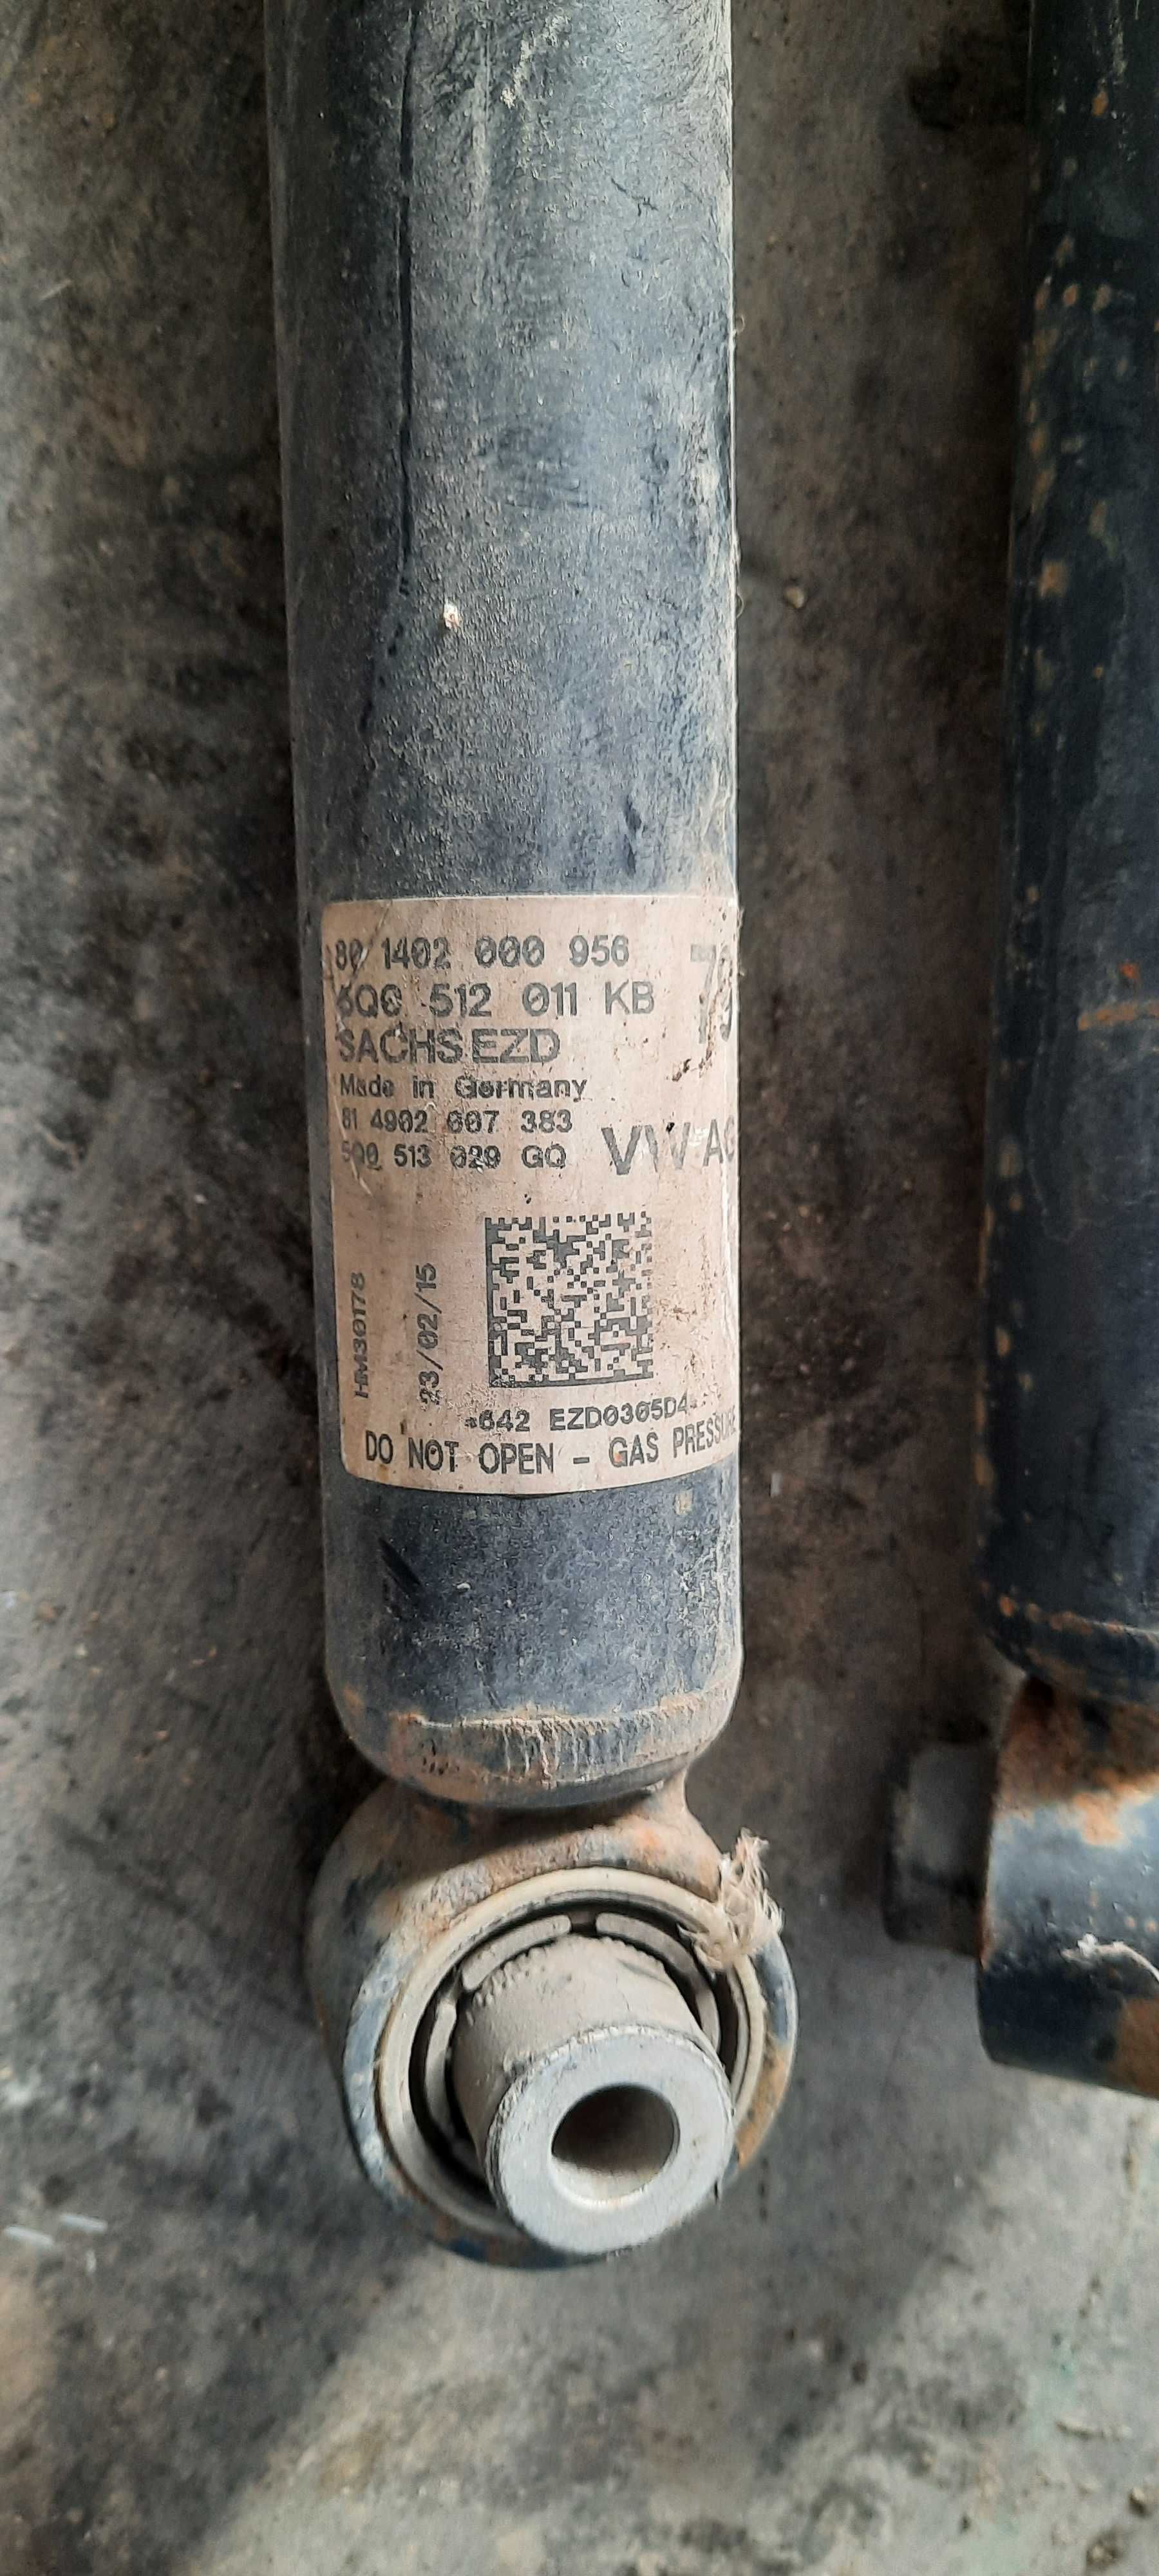 80 1402 000 956
5Q0 512 011 KB
SACHS EZD
Made in Germany
81 4902 007 383
5Q0 513 029 GQ
VW AG
HM30178
23/02/15
*642 EZD0305D4*
DO NOT OPEN - GAS PRESSURE